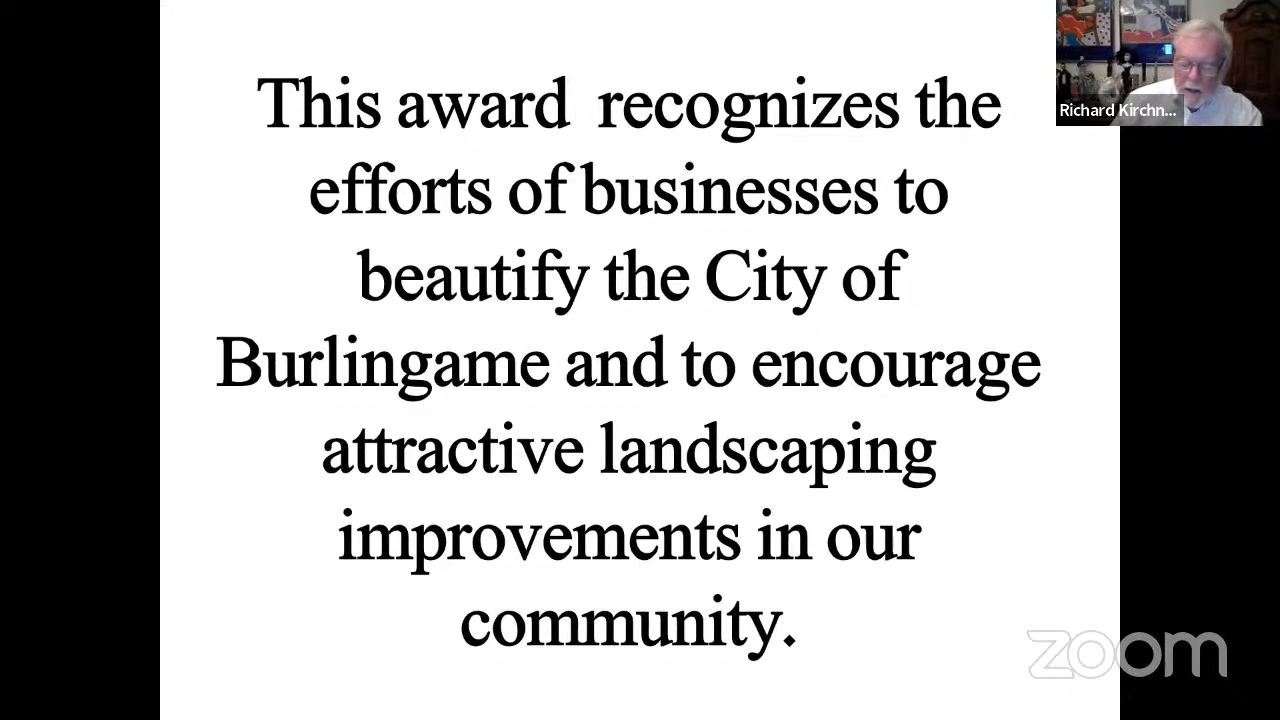 This award  recognizes the
efforts of businesses to
beautify the City of
Burlingame and to encourage
attractive landscaping
improvements in our
community.
Richard Kirchn...
zoom